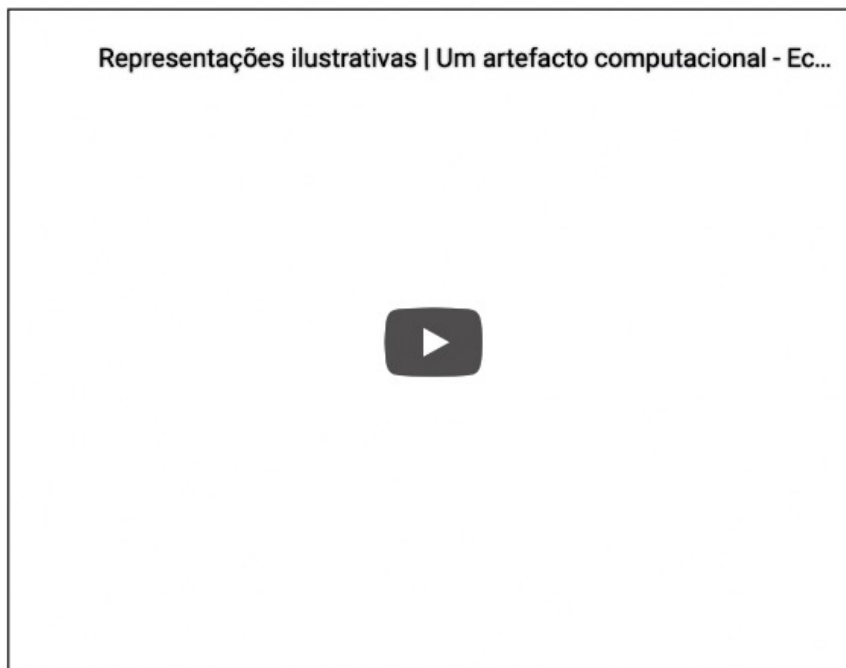 Representações ilustrativas | Um artefacto computacional - Ec...